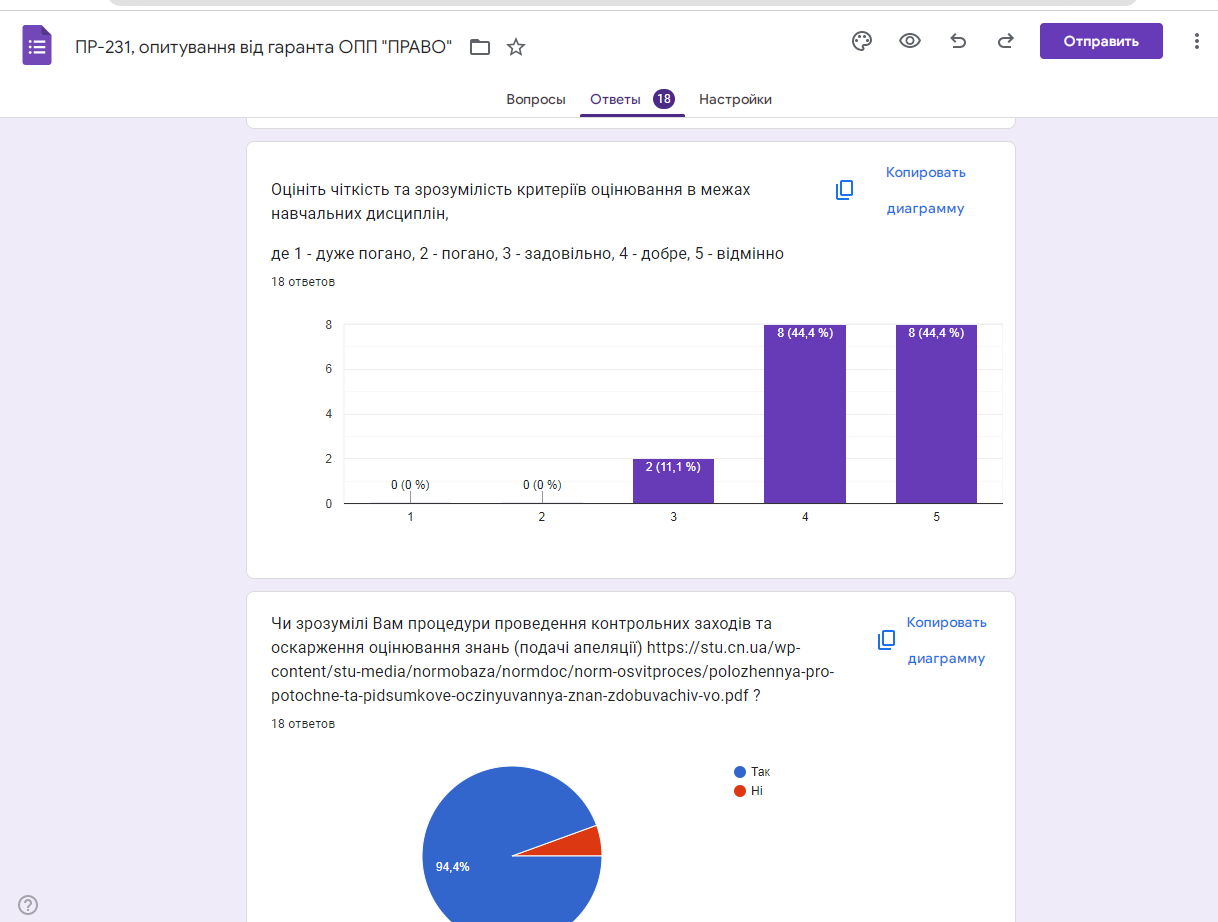 ПР-231, опитування від гаранта ОПП "ПРАВО"
Отправить
Вопросы
Ответы 18
Настройки
Оцініть чіткість та зрозумілість критеріїв оцінювання в межах
навчальних дисциплін,
Копировать
диаграмму
де 1 - дуже погано, 2 - погано, 3 - задовільно, 4 - добре, 5 - відмінно
18 ответов
8
6
4
2
0
0 (0 %)
0 (0 %)
2 (11,1 %)
8 (44,4 %)
8 (44,4 %)
1
2
3
4
5
Чи зрозумілі Вам процедури проведення контрольних заходів та
оскарження оцінювання знань (подачі апеляції) https://stu.cn.ua/wp-
content/stu-media/normobaza/normdoc/norm-osvitproces/polozhennya-pro-
potochne-ta-pidsumkove-oczinyuvannya-znan-zdobuvachiv-vo.pdf ?
Копировать
диаграмму
18 ответов
Так
Ні
94,4%